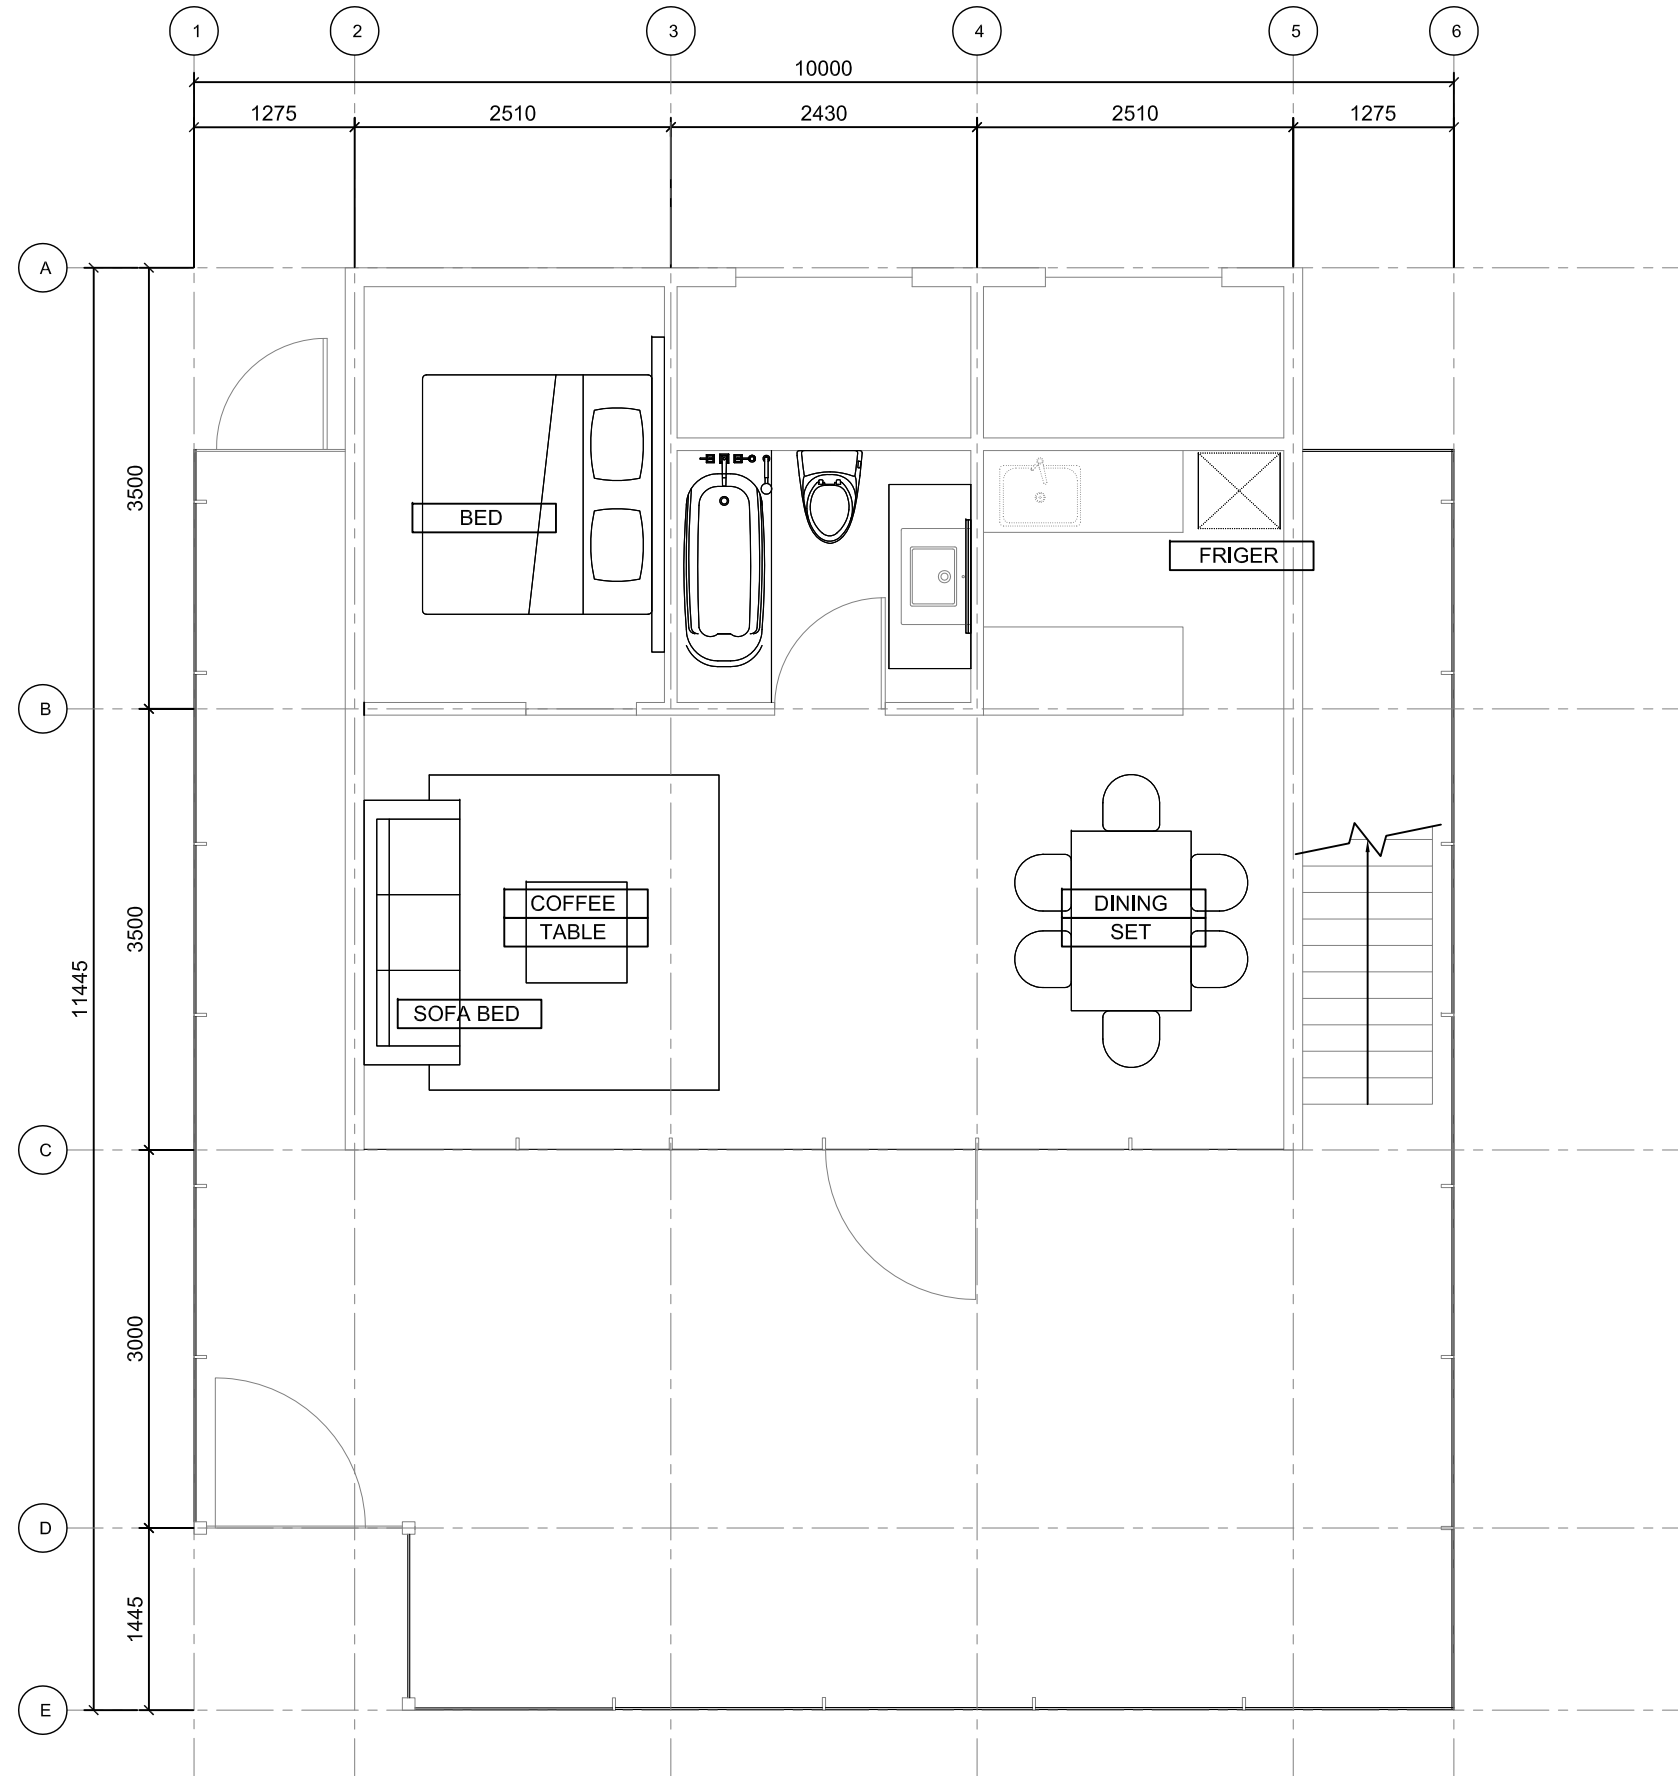 1 2 3 4 5 6
10000
1275 2510 2430 2510 1275
A
3500
BED
FRIGER
B
COFFEE
TABLE
DINING
SET
3500
11445
SOFA BED
C
3000
D
1445
E